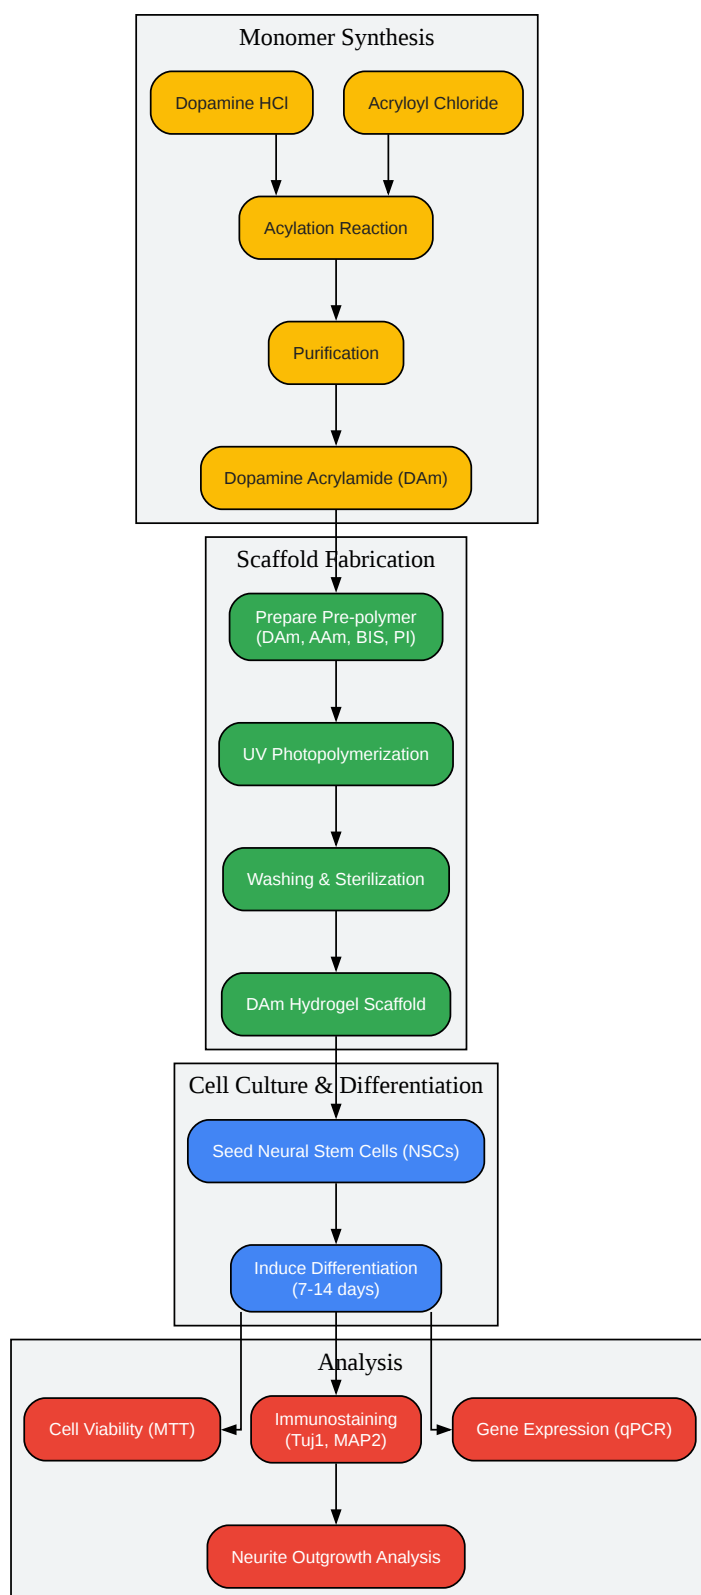 Monomer Synthesis
Dopamine HCl
Acryloyl Chloride
Acylation Reaction
Purification
Dopamine Acrylamide (DAm)
Scaffold Fabrication
Prepare Pre-polymer
(DAm, AAm, BIS, PI)
UV Photopolymerization
Washing & Sterilization
DAm Hydrogel Scaffold
Cell Culture & Differentiation
Seed Neural Stem Cells (NSCs)
Induce Differentiation
(7-14 days)
Analysis
Cell Viability (MTT)
Immunostaining
(Tuj1, MAP2)
Gene Expression (qPCR)
Neurite Outgrowth Analysis